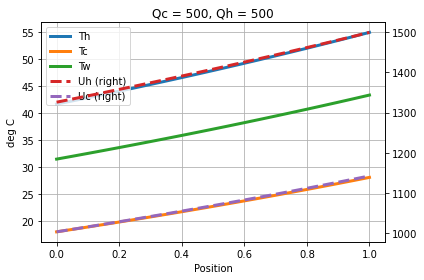 Qc = 500, Qh = 500
Th
Tc
Tw
Uh (right)
Uc (right)
deg C
55
50
45
40
35
30
25
20
1500
1400
1300
1200
1100
1000
0.0 0.2 0.4 0.6 0.8 1.0
Position